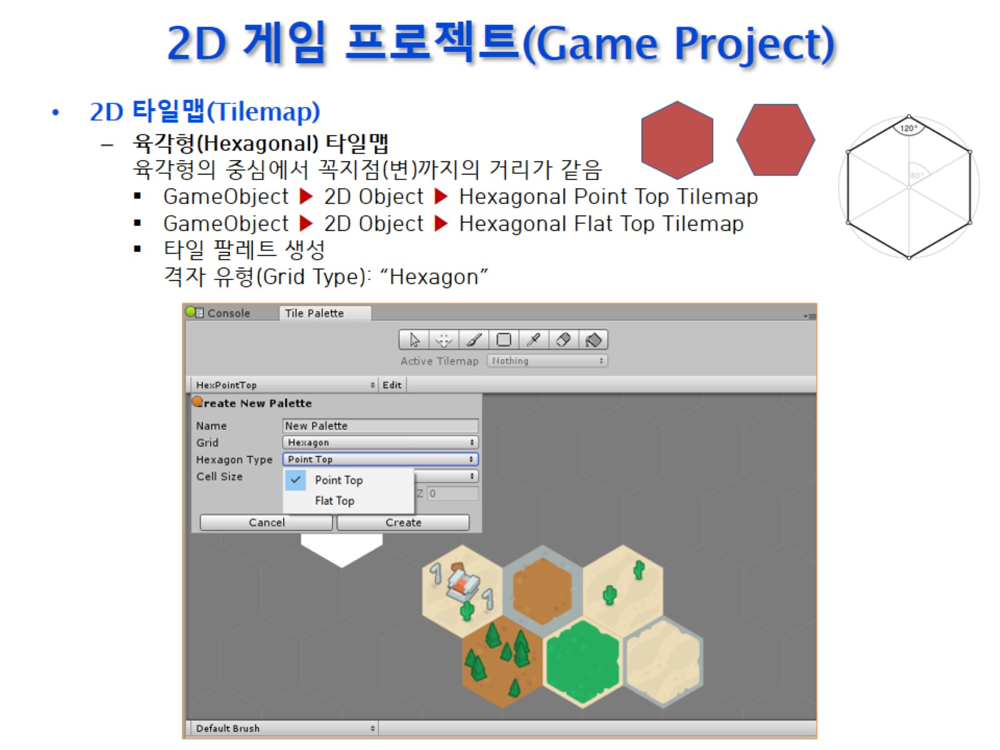 2D 게임 프로젝트(Game Project)
• 2D 타일맵(Tilemap)
– 육각형(Hexagonal) 타일맵
육각형의 중심에서 꼭지점(변)까지의 거리가 같음
▪ GameObject ▶ 2D Object ▶ Hexagonal Point Top Tilemap
▪ GameObject ▶ 2D Object ▶ Hexagonal Flat Top Tilemap
▪ 타일 팔레트 생성
격자 유형(Grid Type): “Hexagon”
120°
60°
Console Tile Palette
Active Tilemap Nothing
HexPointTop Edit
reate New Palette
Name New Palette
Grid Hexagon
Hexagon Type Point Top
Cell Size
✓ Point Top
Flat Top
Z 0
Cancel Create
Default Brush